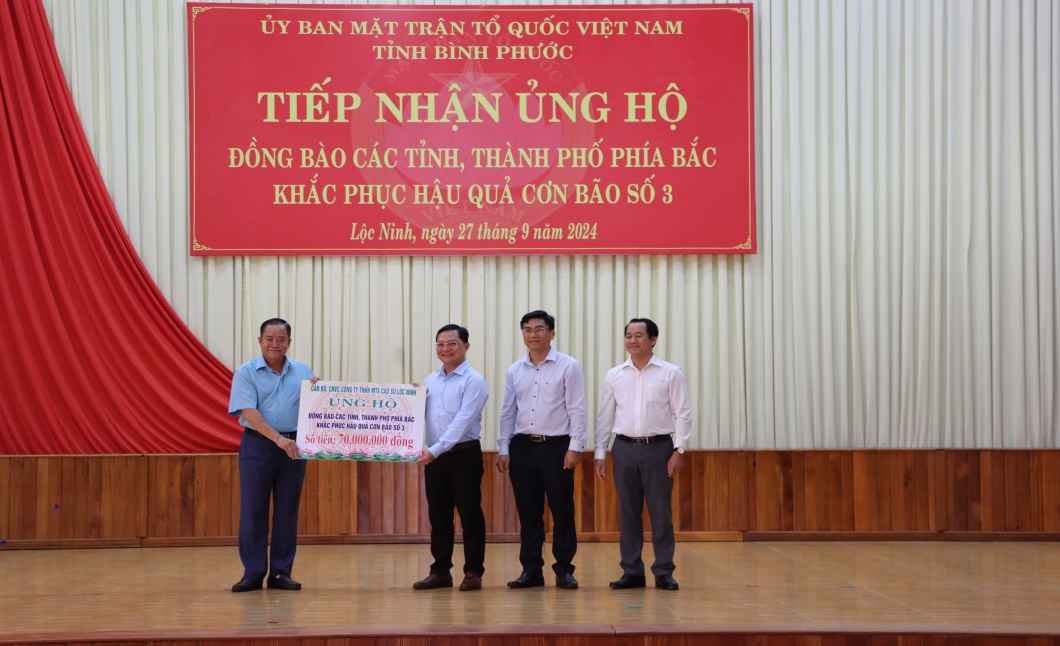 ỦY BAN MẶT TRẬN TỔ QUỐC VIỆT NAM
TỈNH BÌNH PHƯỚC
TIẾP NHẬN ỦNG HỘ
ĐỒNG BÀO CÁC TỈNH, THÀNH PHỐ PHÍA BẮC
KHẮC PHỤC HẬU QUẢ CƠN BÃO SỐ 3
VIỆT NAM
Lộc Ninh, ngày 27 tháng 9 năm 2024
CÁN BỘ, CNVC CÔNG TY TNHH MTV CAO SU LỘC NINH
ỦNG HỘ
ĐỒNG BÀO CÁC TỈNH, THÀNH PHỐ PHÍA BẮC
KHẮC PHỤC HẬU QUẢ CƠN BÃO SỐ 3
Số tiền: 70,000,000 đồng